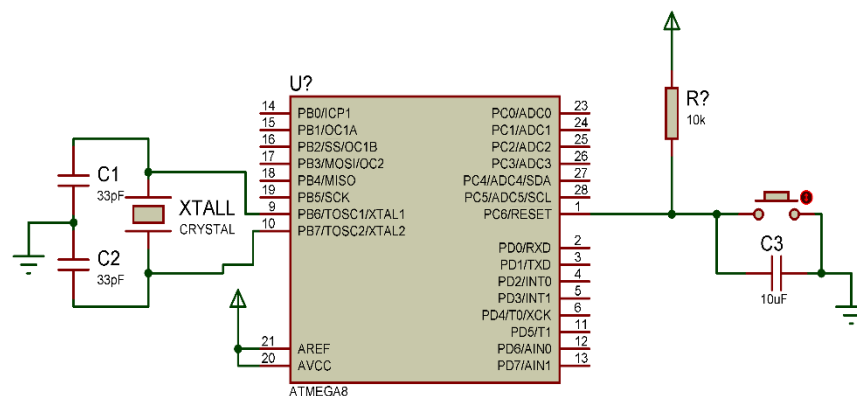 U?
14 PB0/ICP1 PC0/ADC0 23
15 PB1/OC1A PC1/ADC1 24
16 PB2/SS/OC1B PC2/ADC2 25
17 PB3/MOSI/OC2 PC3/ADC3 26
18 PB4/MISO PC4/ADC4/SDA 27
19 PB5/SCK PC5/ADC5/SCL 28
9 PB6/TOSC1/XTAL1 PC6/RESET 1
10 PB7/TOSC2/XTAL2
PD0/RXD 2
PD1/TXD 3
PD2/INT0 4
PD3/INT1 5
PD4/T0/XCK 6
PD5/T1 11
21 AREF PD6/AIN0 12
20 AVCC PD7/AIN1 13
ATMEGA8
C1
33pF
XTALL
CRYSTAL
C2
33pF
R?
10k
C3
10uF